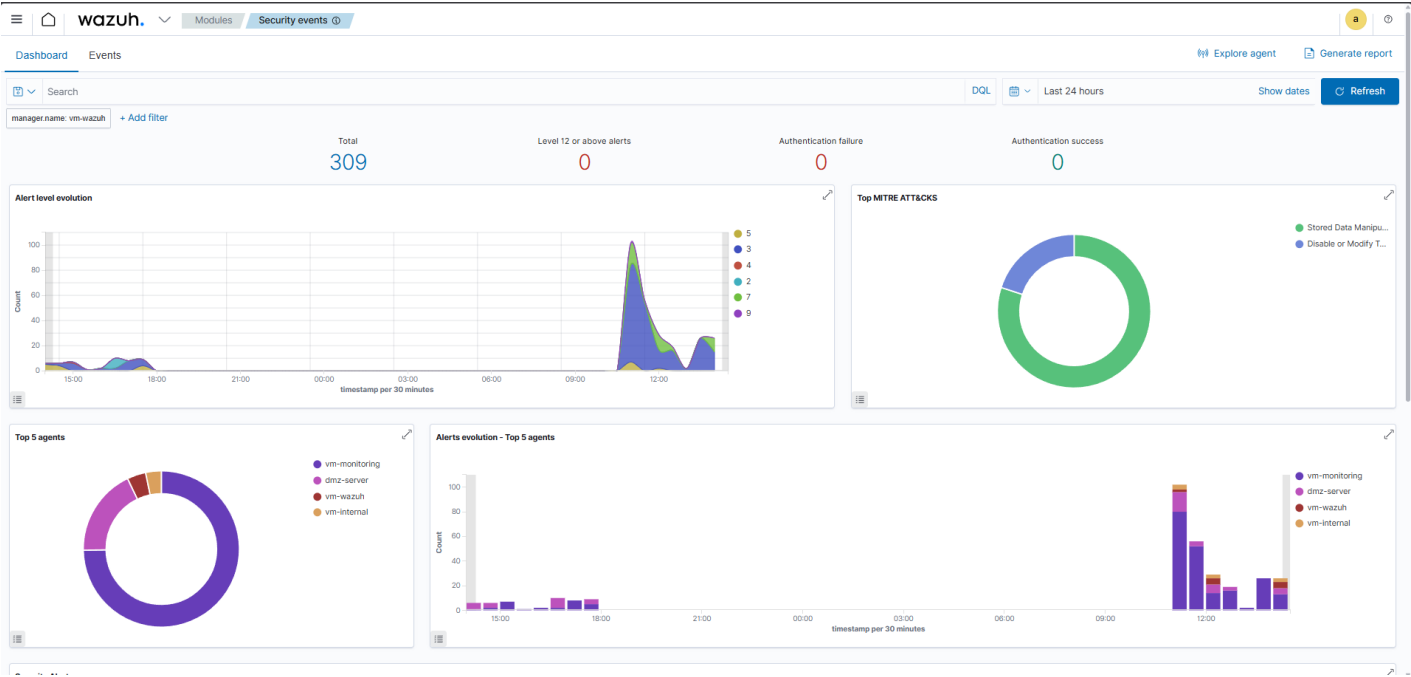 wazuh. Modules Security events a
Dashboard Events Explore agent Generate report
Search DQL Last 24 hours Show dates Refresh
manager.name: vm-wazuh + Add filter
Total Level 12 or above alerts Authentication failure Authentication success
309 0 0 0
Alert level evolution
100
80
60
40
20
0
Count
15:00 18:00 21:00 00:00 03:00 06:00 09:00 12:00
timestamp per 30 minutes
5
3
4
2
7
9
Top MITRE ATT&CKS
Stored Data Manipu...
Disable or Modify T...
Top 5 agents
vm-monitoring
dmz-server
vm-wazuh
vm-internal
Alerts evolution - Top 5 agents
100
80
60
40
20
0
Count
15:00 18:00 21:00 00:00 03:00 06:00 09:00 12:00
timestamp per 30 minutes
vm-monitoring
dmz-server
vm-wazuh
vm-internal